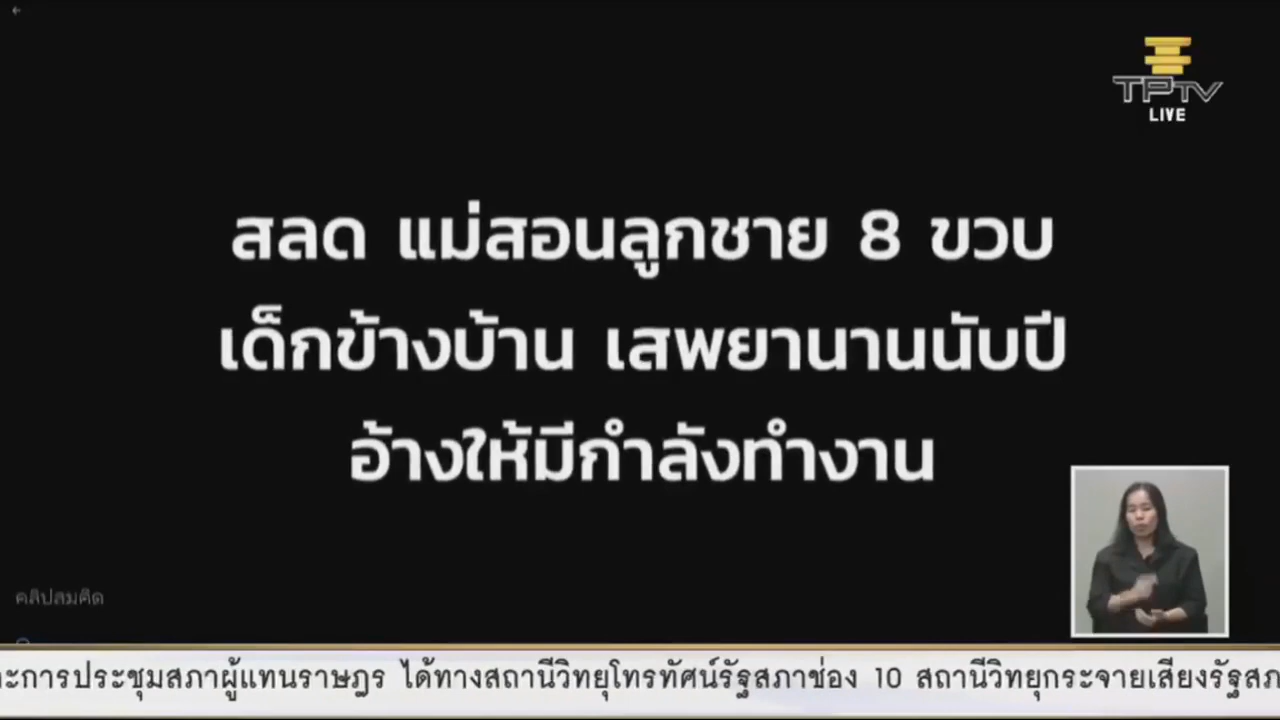 TPTV
LIVE
สลด แม่สอนลูกชาย 8 ขวบ
เด็กข้างบ้าน เสพยานานนับปี
อ้างให้มีกำลังทำงาน
คลิปสมคิด
ะการประชุมสภาผู้แทนราษฎร ได้ทางสถานีวิทยุโทรทัศน์รัฐสภาช่อง 10 สถานีวิทยุกระจายเสียงรัฐสภ